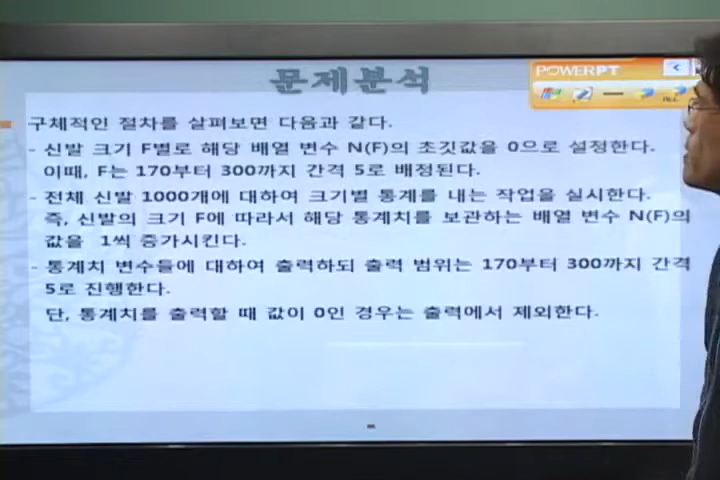 문제분석
POWERPT
구체적인 절차를 살펴보면 다음과 같다.
- 신발 크기 F별로 해당 배열 변수 N(F)의 초깃값을 0으로 설정한다.
이때, F는 170부터 300까지 간격 5로 배정된다.
- 전체 신발 1000개에 대하여 크기별 통계를 내는 작업을 실시한다.
즉, 신발의 크기 F에 따라서 해당 통계치를 보관하는 배열 변수 N(F)의
값을 1씩 증가시킨다.
- 통계치 변수들에 대하여 출력하되 출력 범위는 170부터 300까지 간격
5로 진행한다.
단, 통계치를 출력할 때 값이 0인 경우는 출력에서 제외한다.